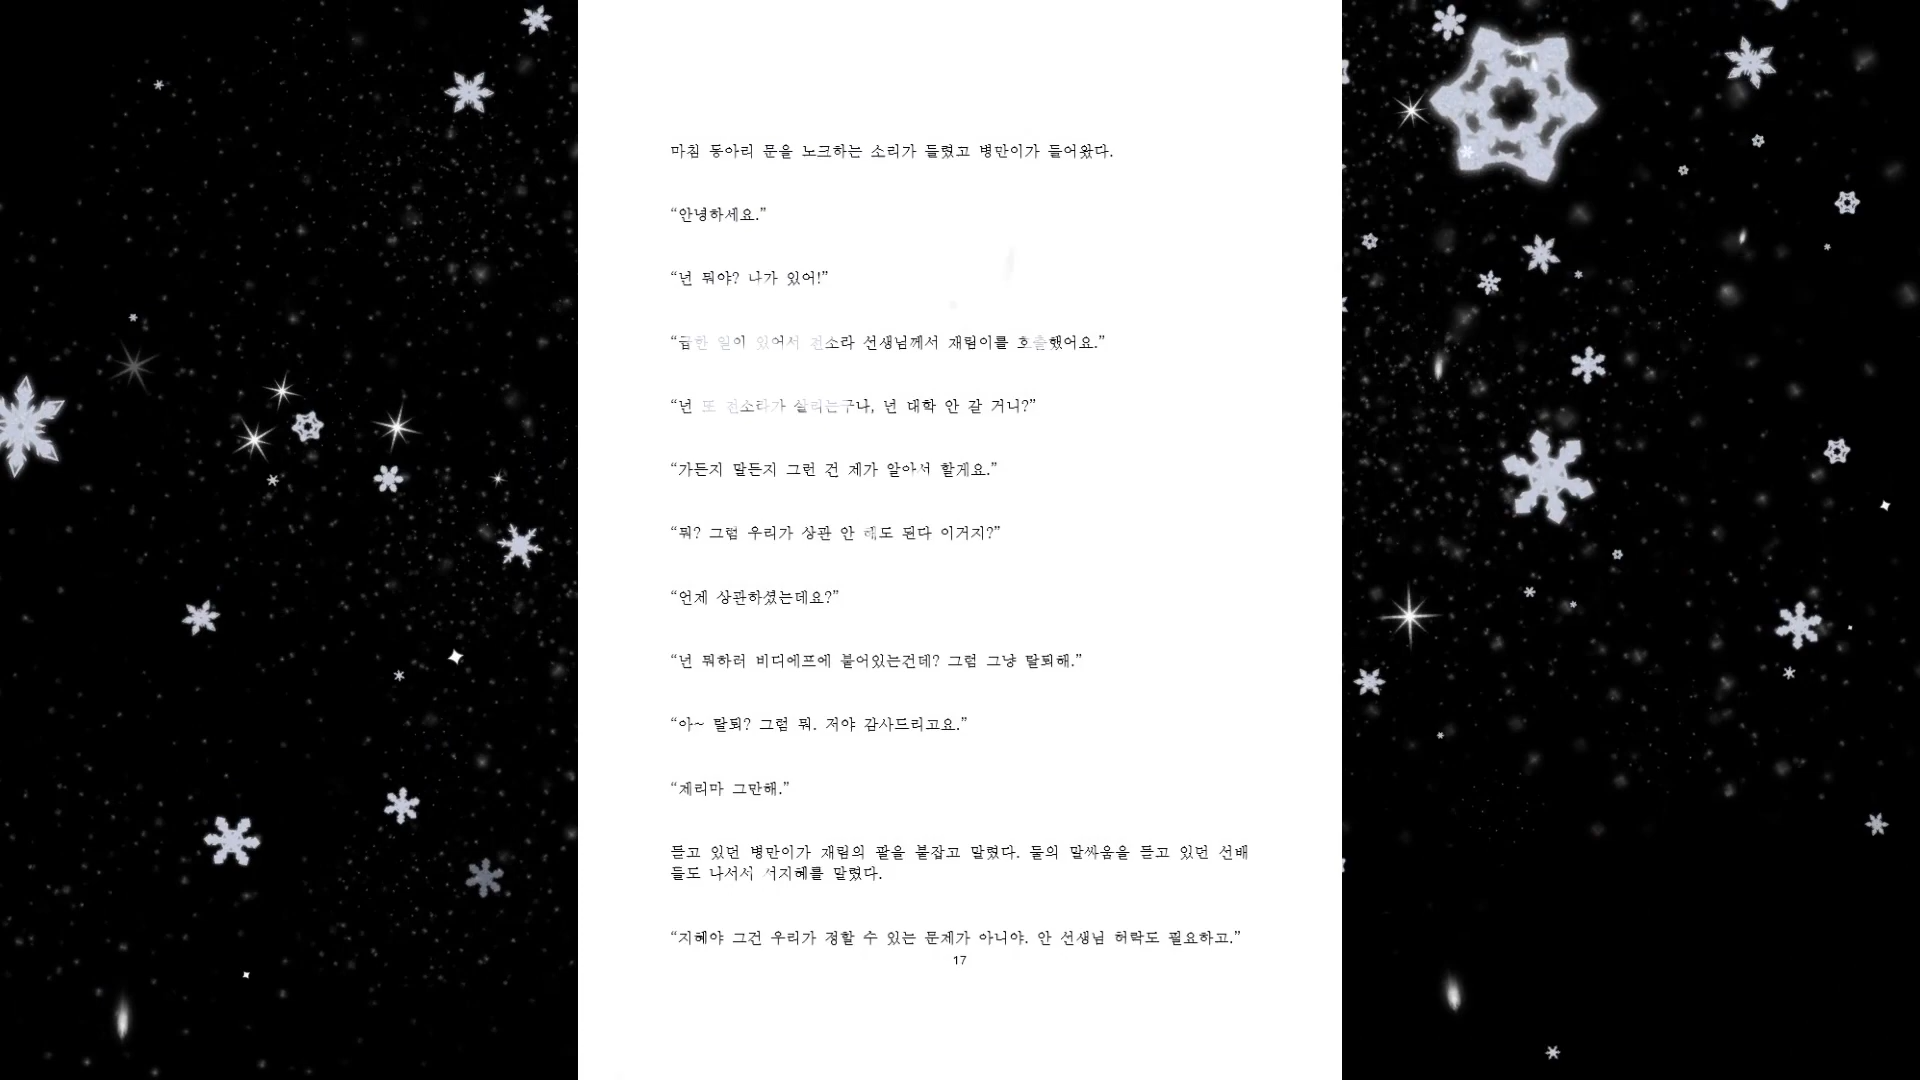 마침 동아리 문을 노크하는 소리가 들렸고 병만이가 들어왔다.
“안녕하세요.”
“넌 뭐야? 나가 있어!”
“급한 일이 있어서 전소라 선생님께서 재림이를 호출했어요.”
“넌 또 전소라가 살리는구나, 넌 대학 안 갈 거니?”
“가든지 말든지 그런 건 제가 알아서 할게요.”
“뭐? 그럼 우리가 상관 안 해도 된다 이거지?”
“언제 상관하셨는데요?”
“넌 뭐하러 비디에프에 붙어있는건데? 그럼 그냥 탈퇴해.”
“아~ 탈퇴? 그럼 뭐. 저야 감사드리고요.”
“제리마 그만해.”
듣고 있던 병만이가 재림의 팔을 붙잡고 말렸다. 둘의 말싸움을 듣고 있던 선배
들도 나서서 서지혜를 말렸다.
“지혜야 그건 우리가 정할 수 있는 문제가 아니야. 안 선생님 허락도 필요하고.”
17